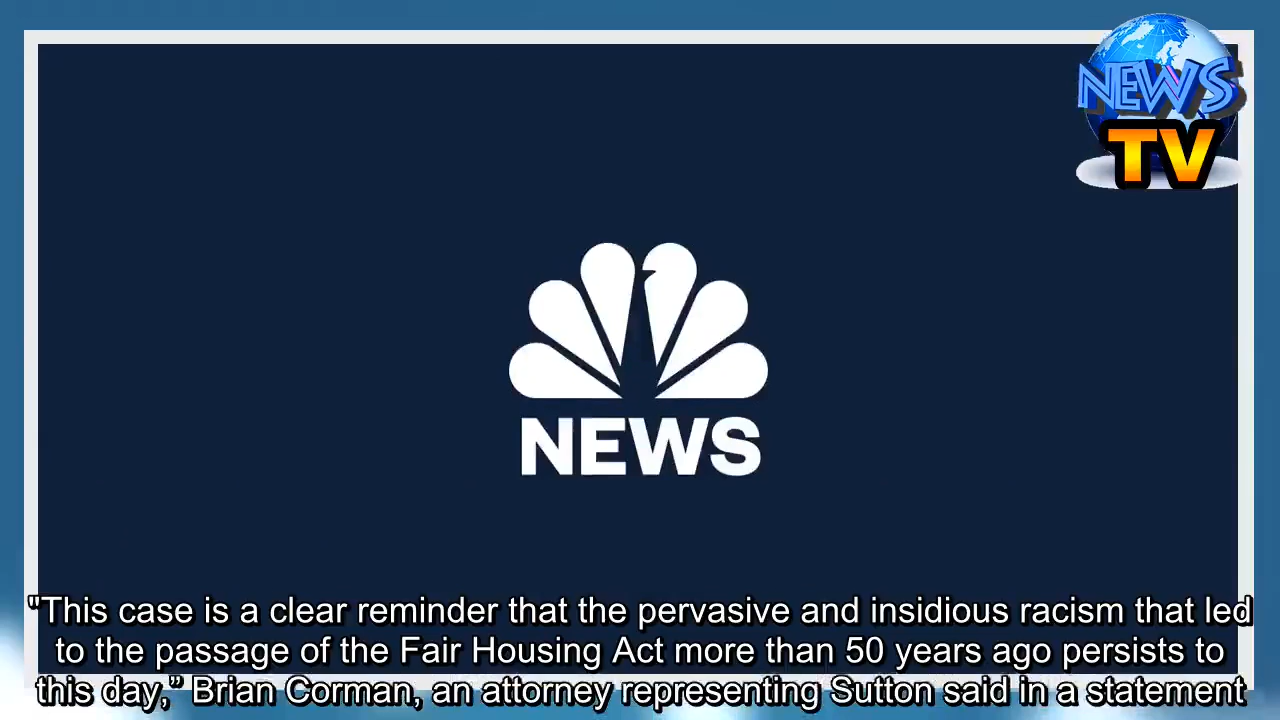 NEWS
TV
NEWS
"This case is a clear reminder that the pervasive and insidious racism that led
to the passage of the Fair Housing Act more than 50 years ago persists to
this day,” Brian Corman, an attorney representing Sutton said in a statement